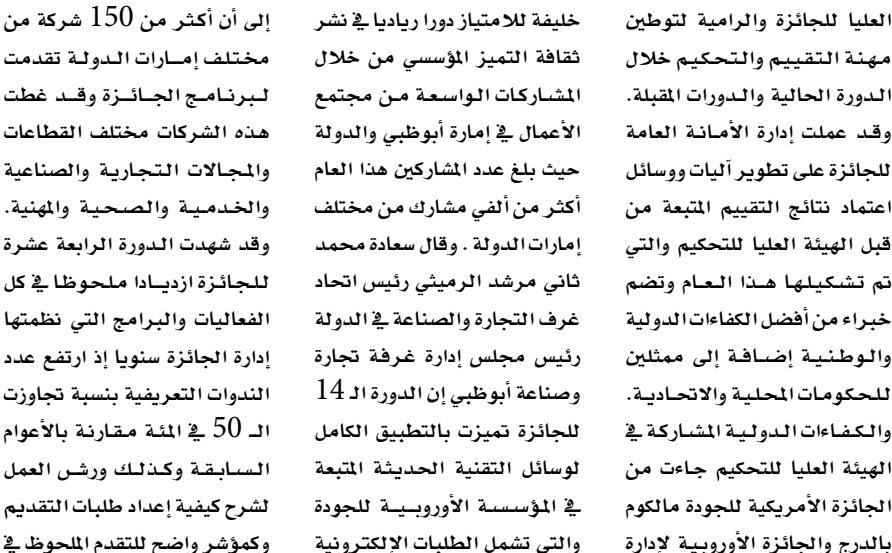 العليا للجائزة والرامية لتوطين
مهنة التقييم والتحكيم خلال
الدورة الحالية والدورات المقبلة.
وقد عملت إدارة الأمانة العامة
للجائزة على تطوير آليات ووسائل
اعتماد نتائج التقييم المتبعة من
قبل الهيئة العليا للتحكيم والتي
تم تشكيلها هذا العام وتضم
خبراء من أفضل الكفاءات الدولية
والوطنية إضافة إلى ممثلين
للحكومات المحلية والاتحادية.
والكفاءات الدولية المشاركة في
الهيئة العليا للتحكيم جاءت من
الجائزة الأمريكية للجودة مالكوم
بالدرج والجائزة الأوروبية لإدارة
خليفة للامتياز دورا رياديا في نشر
ثقافة التميز المؤسسي من خلال
المشاركات الواسعة من مجتمع
الأعمال في إمارة أبوظبي والدولة
حيث بلغ عدد المشاركين هذا العام
أكثر من ألفي مشارك من مختلف
إمارات الدولة . وقال سعادة محمد
ثاني مرشد الرميثي رئيس اتحاد
غرف التجارة والصناعة في الدولة
رئيس مجلس إدارة غرفة تجارة
وصناعة أبوظبي إن الدورة الـ 14
للجائزة تميزت بالتطبيق الكامل
لوسائل التقنية الحديثة المتبعة
في المؤسسة الأوروبية للجودة
والتي تشمل الطلبات الإلكترونية
إلى أن أكثر من 150 شركة من
مختلف إمارات الدولة تقدمت
لبرنامج الجائزة وقد غطت
هذه الشركات مختلف القطاعات
والمجالات التجارية والصناعية
والخدمية والصحية والمهنية.
وقد شهدت الدورة الرابعة عشرة
للجائزة ازديادا ملحوظا في كل
الفعاليات والبرامج التي نظمتها
إدارة الجائزة سنويا إذ ارتفع عدد
الندوات التعريفية بنسبة تجاوزت
الـ 50 في المئة مقارنة بالأعوام
السابقة وكذلك ورش العمل
لشرح كيفية إعداد طلبات التقديم
وكمؤشر واضح للتقدم الملحوظ في